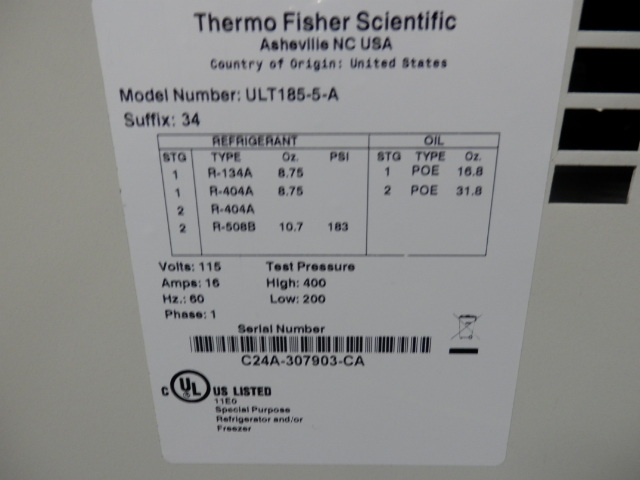 Thermo Fisher Scientific
Asheville NC USA
Country of Origin: United States
Model Number: ULT185-5-A
Suffix: 34
REFRIGERANT OIL
STG TYPE Oz. PSI STG TYPE Oz.
1 R-134A 8.75 1 POE 16.8
1 R-404A 8.75 2 POE 31.8
2 R-404A
2 R-508B 10.7 183
Volts: 115 Test Pressure
Amps: 16 High: 400
Hz.: 60 Low: 200
Phase: 1
Serial Number
C24A-307903-CA
C UL US LISTED
11E0
Special Purpose
Refrigerator and/or
Freezer